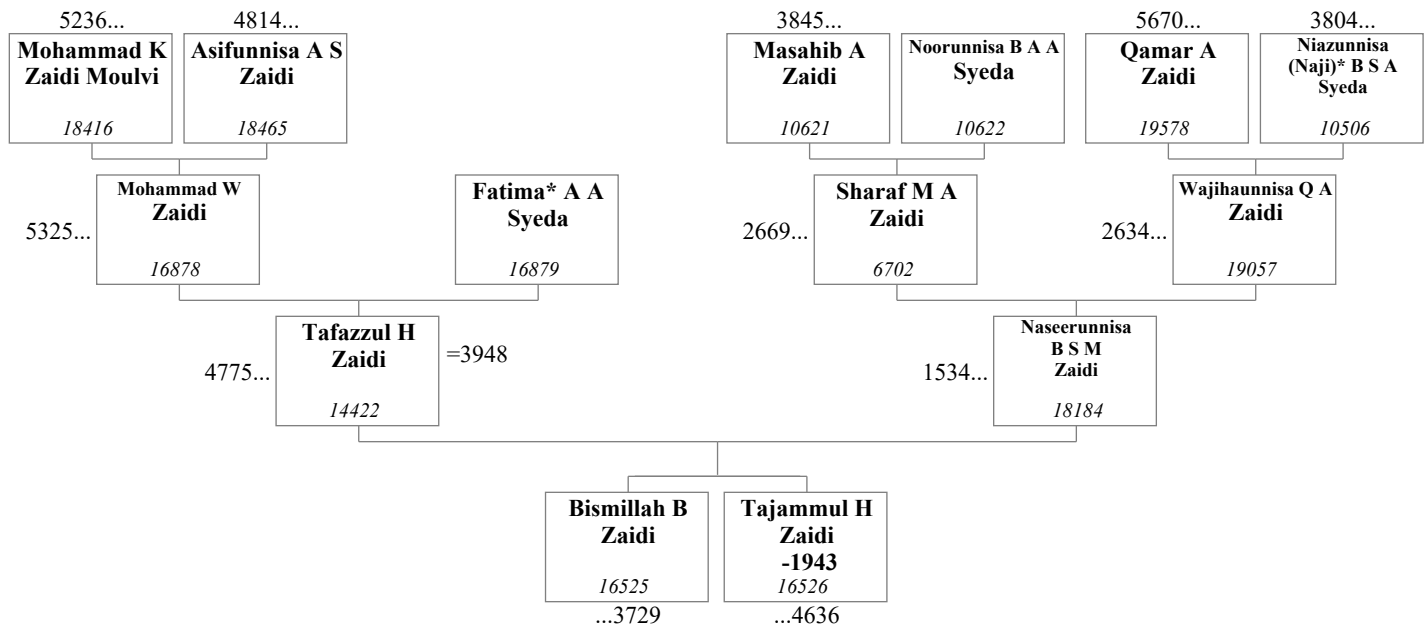 5236...
4814...
3845...
5670...
3804...
Mohammad K
Zaidi Moulvi
18416
Asifunnisa A S
Zaidi
18465
Masahib A
Zaidi
10621
Noorunnisa B A A
Syeda
10622
Qamar A
Zaidi
19578
Niazunnisa
(Naji)* B S A
Syeda
10506
5325...
Mohammad W
Zaidi
16878
Fatima* A A
Syeda
16879
2669...
Sharaf M A
Zaidi
6702
2634...
Wajihaunnisa Q A
Zaidi
19057
4775...
Tafazzul H
Zaidi
14422
=3948
1534...
Naseerunnisa
B S M
Zaidi
18184
Bismillah B
Zaidi
16525
...3729
Tajammul H
Zaidi
-1943
16526
...4636